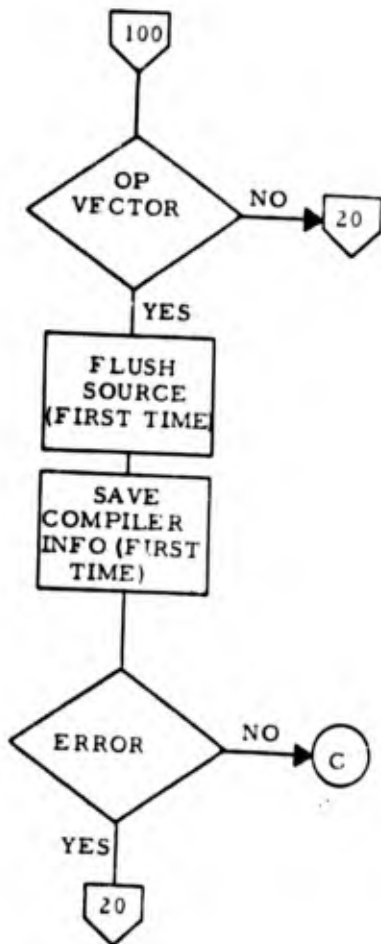 100
OP
VECTOR
NO
20
YES
FLUSH
SOURCE
(FIRST TIME)
SAVE
COMPILER
INFO (FIRST
TIME)
ERROR
NO
C
YES
20